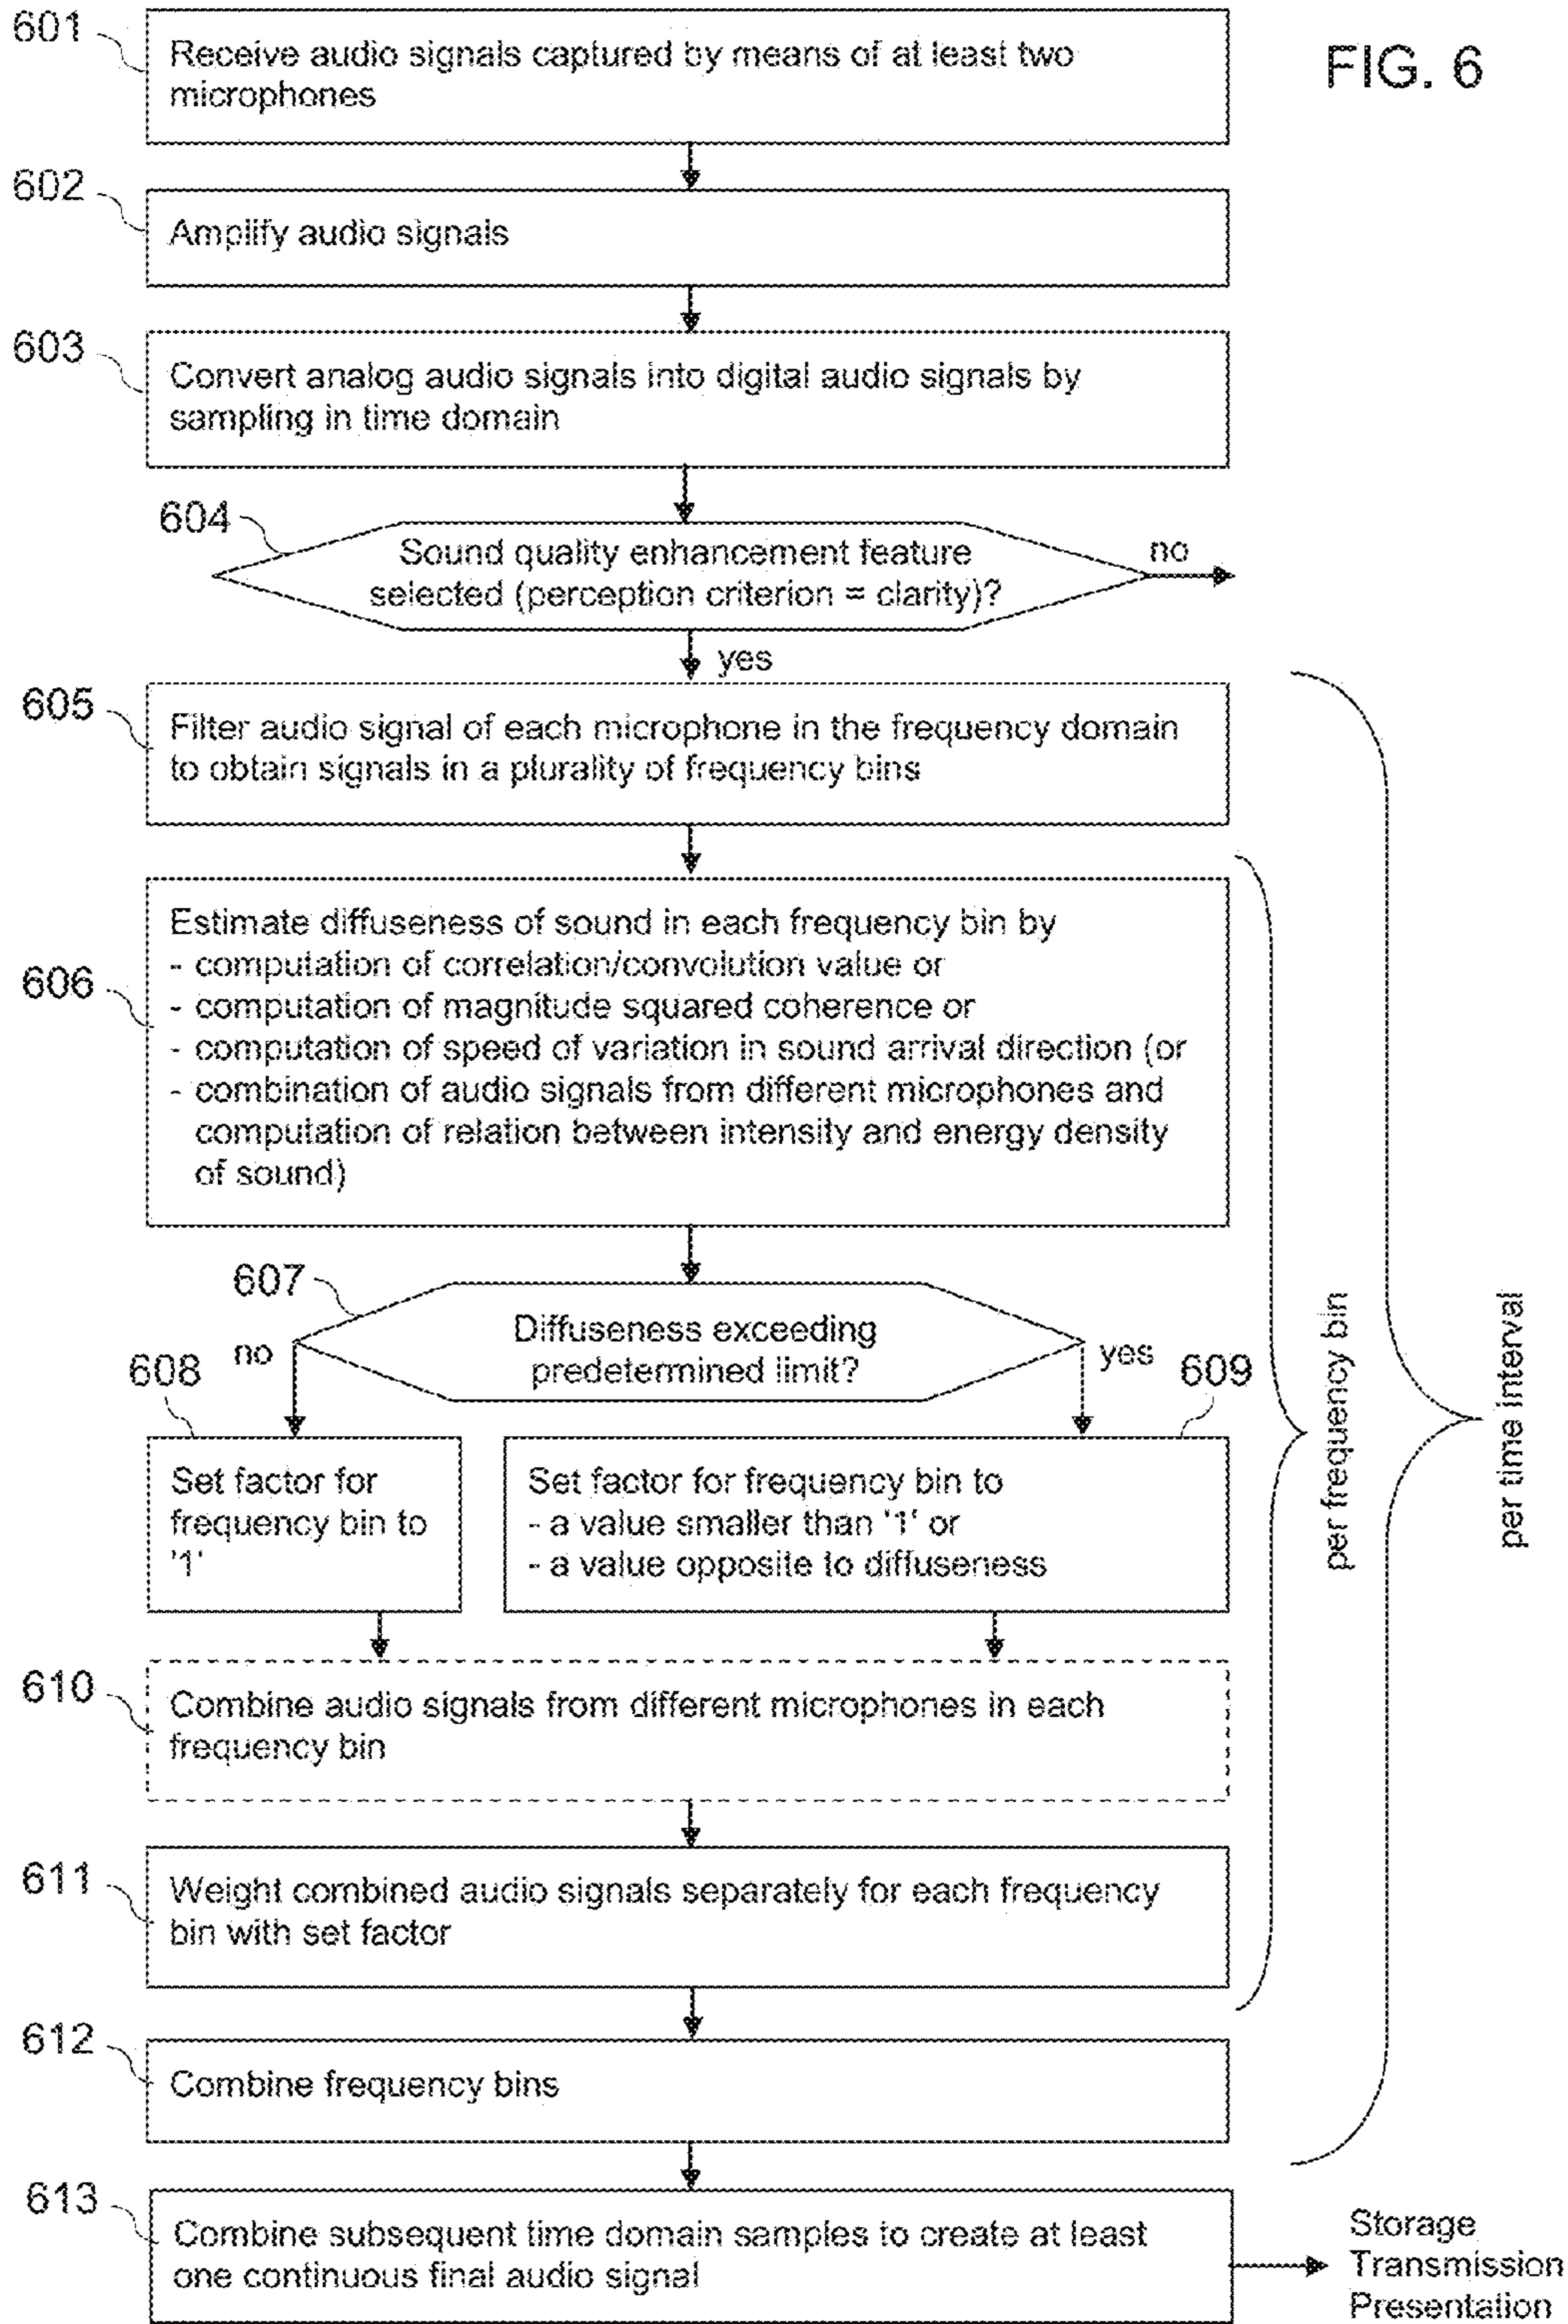 FIG. 6
601
Receive audio signals captured by means of at least two
microphones
602
Amplify audio signals
603
Convert analog audio signals into digital audio signals by
sampling in time domain
604
Sound quality enhancement feature
selected (perception criterion = clarity)?
no
yes
605
Filter audio signal of each microphone in the frequency domain
to obtain signals in a plurality of frequency bins
606
Estimate diffuseness of sound in each frequency bin by
- computation of correlation/convolution value or
- computation of magnitude squared coherence or
- computation of speed of variation in sound arrival direction (or
- combination of audio signals from different microphones and
computation of relation between intensity and energy density
of sound)
607
Diffuseness exceeding
predetermined limit?
no
yes
608
Set factor for
frequency bin to
'1'
609
Set factor for frequency bin to
- a value smaller than '1' or
- a value opposite to diffuseness
610
Combine audio signals from different microphones in each
frequency bin
611
Weight combined audio signals separately for each frequency
bin with set factor
612
Combine frequency bins
613
Combine subsequent time domain samples to create at least
one continuous final audio signal
per frequency bin
per time interval
Storage
Transmission
Presentation